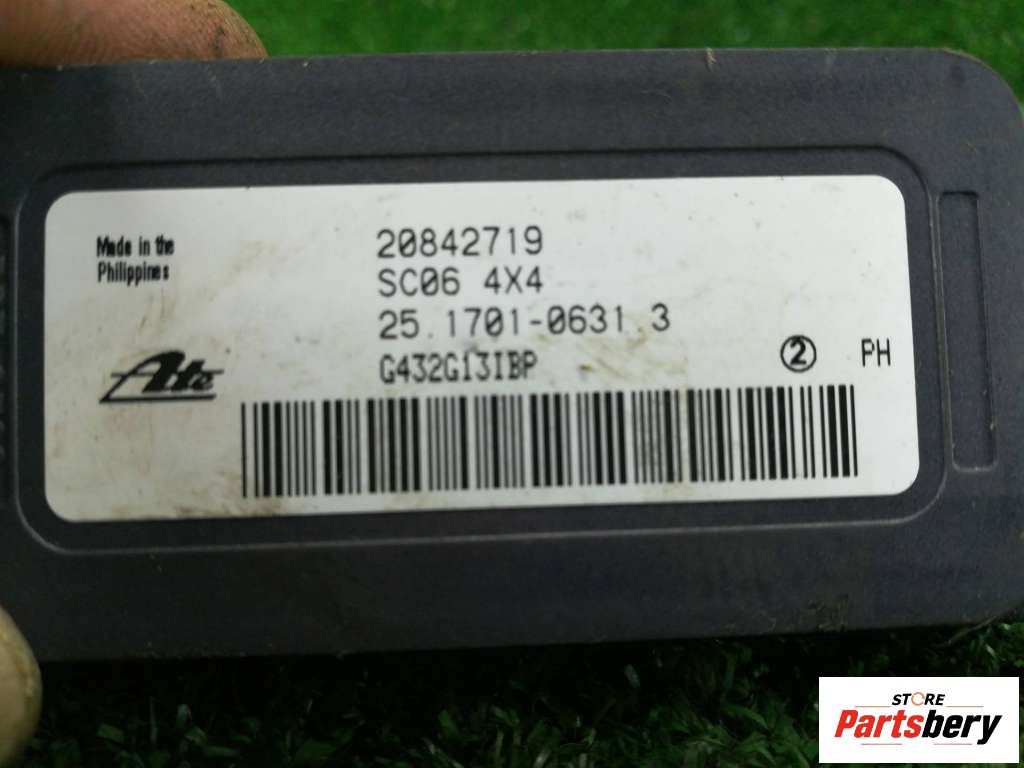 Made in the
Philippines
20842719
SC06 4X4
25.1701-0631.3
G432G13IBP
2 PH
Ate
STORE
Partsbery